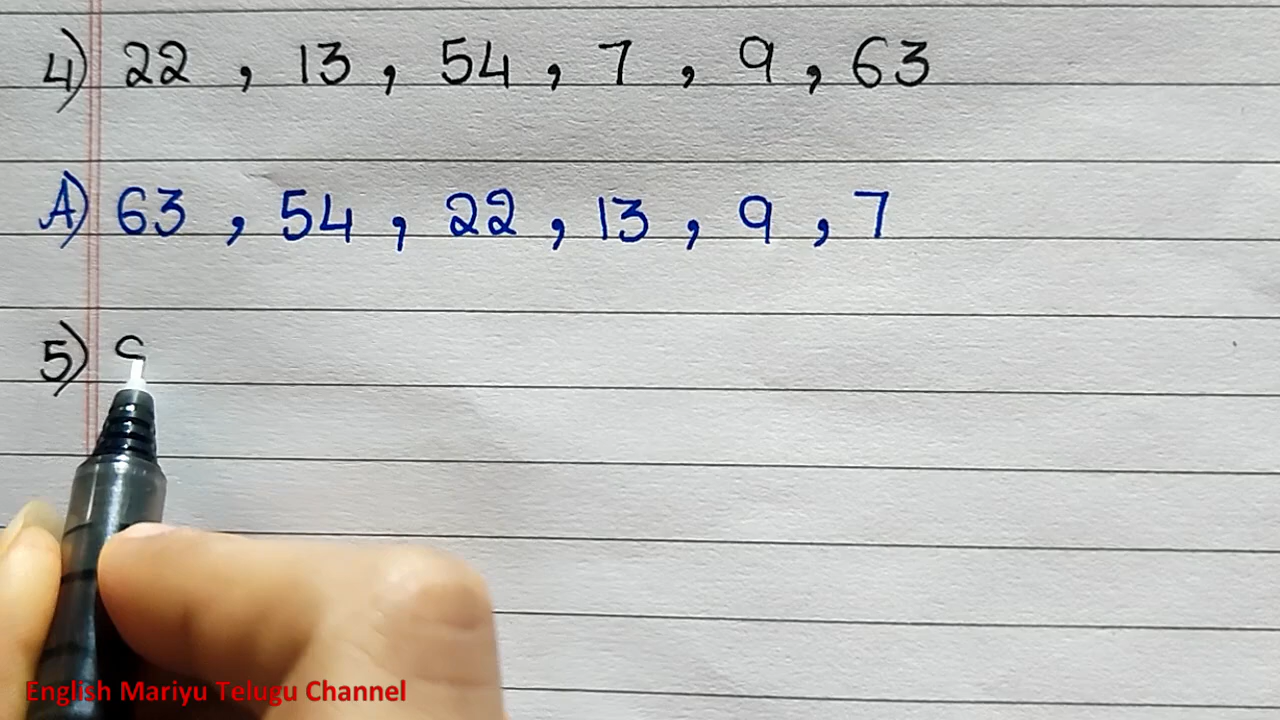 4) 22 , 13 , 54 , 7 , 9 , 63
A) 63 , 54 , 22 , 13 , 9 , 7
5)
English Mariyu Telugu Channel